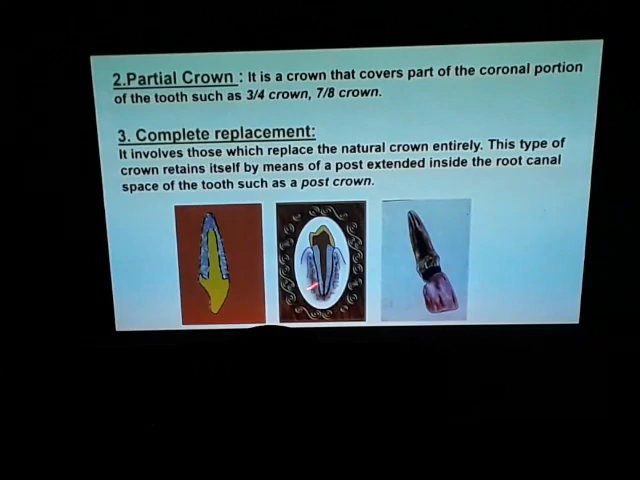 2.Partial Crown : It is a crown that covers part of the coronal portion
of the tooth such as 3/4 crown, 7/8 crown.
3. Complete replacement:
It involves those which replace the natural crown entirely. This type of
crown retains itself by means of a post extended inside the root canal
space of the tooth such as a post crown.